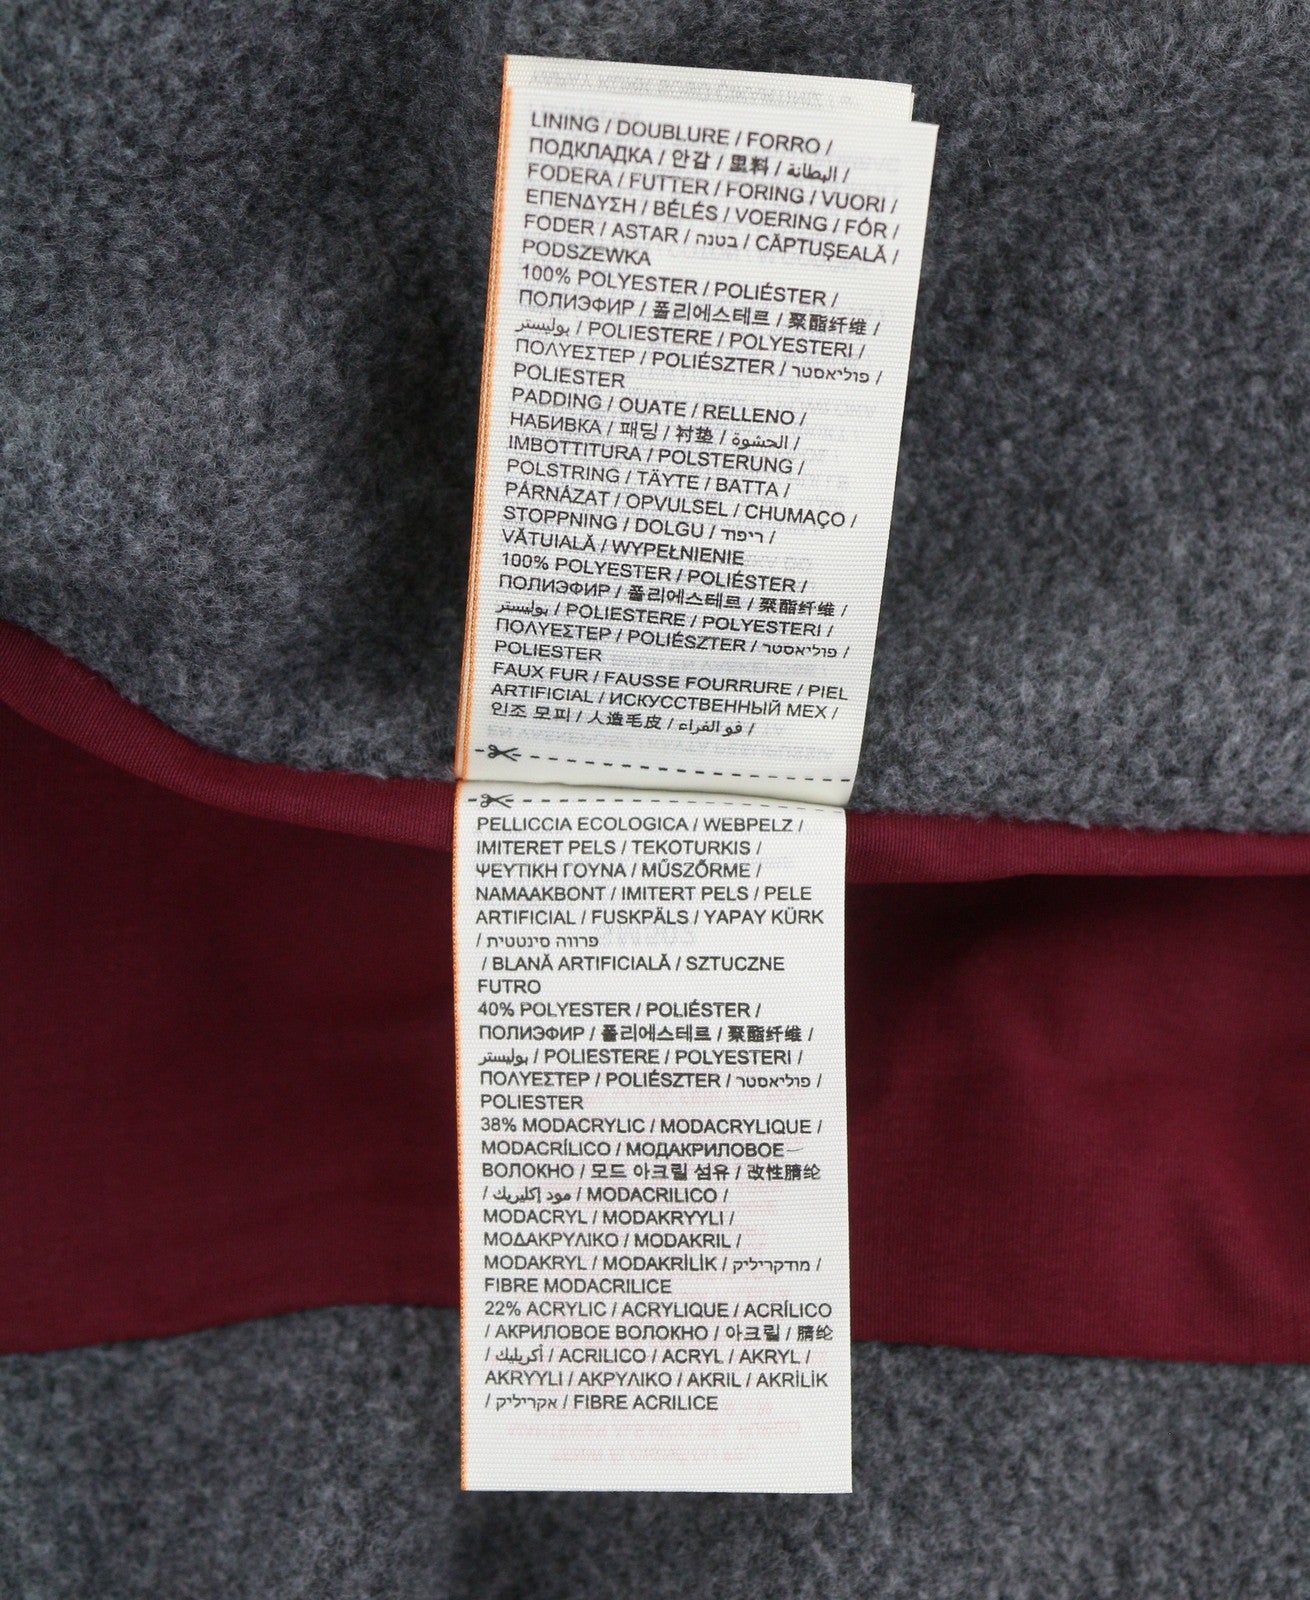 LINING / DOUBLURE / FORRO /
ПОДКЛАДКА / 안감 / 里料 / البطانة /
FODERA / FUTTER / FORING / VUORI /
ΕΠΕΝΔΥΣΗ / BÉLÉS / VOERING / FÓR /
FODER / ASTAR / בטנה / CĂPTUȘEALĂ /
PODSZEWKA
100% POLYESTER / POLIÉSTER /
ПОЛИЭФИР / 폴리에스테르 / 聚酯纤维 /
بوليستر / POLIESTERE / POLYESTERI /
ΠΟΛΥΕΣΤΕΡ / POLIÉSZTER / פוליאסטר /
POLIESTER
PADDING / OUATE / RELLENO /
НАБИВКА / 패딩 / 衬垫 / الحشوة /
IMBOTTITURA / POLSTERUNG /
POLSTRING / TÄYTE / BATTA /
PÁRNÁZAT / OPVULSEL / CHUMAÇO /
STOPPNING / DOLGU / ריפוד /
VĂTUIALĂ / WYPEŁNIENIE
100% POLYESTER / POLIÉSTER /
ПОЛИЭФИР / 폴리에스테르 / 聚酯纤维 /
بوليستر / POLIESTERE / POLYESTERI /
ΠΟΛΥΕΣΤΕΡ / POLIÉSZTER / פוליאסטר /
POLIESTER
FAUX FUR / FAUSSE FOURRURE / PIEL
ARTIFICIAL / ИСКУССТВЕННЫЙ МЕХ /
인조 모피 / 人造毛皮 / فو الفراء /
PELLICCIA ECOLOGICA / WEBPELZ /
IMITERET PELS / TEKOTURKIS /
ΨΕΥΤΙΚΗ ΓΟΥΝΑ / MŰSZŐRME /
NAMAAKBONT / IMITERT PELS / PELE
ARTIFICIAL / FUSKPÄLS / YAPAY KÜRK
/ פרווה סינטטית
/ BLANĂ ARTIFICIALĂ / SZTUCZNE
FUTRO
40% POLYESTER / POLIÉSTER /
ПОЛИЭФИР / 폴리에스테르 / 聚酯纤维 /
بوليستر / POLIESTERE / POLYESTERI /
ΠΟΛΥΕΣΤΕΡ / POLIÉSZTER / פוליאסטר /
POLIESTER
38% MODACRYLIC / MODACRYLIQUE /
MODACRÍLICO / МОДАКРИЛОВОЕ
ВОЛОКНО / 모드 아크릴 섬유 / 改性腈纶
/ مود إكليريك / MODACRILICO /
MODACRYL / MODAKRYYLI /
ΜΟΔΑΚΡΥΛΙΚΟ / MODAKRIL /
MODAKRYL / MODAKRİLİK / מודקריליק /
FIBRE MODACRILICE
22% ACRYLIC / ACRYLIQUE / ACRÍLICO
/ АКРИЛОВОЕ ВОЛОКНО / 아크릴 / 腈纶
/ أكريليك / ACRILICO / ACRYL / AKRYL /
AKRYYLI / ΑΚΡΥΛΙΚΟ / AKRIL / AKRİLİK
/ אקריליק / FIBRE ACRILICE